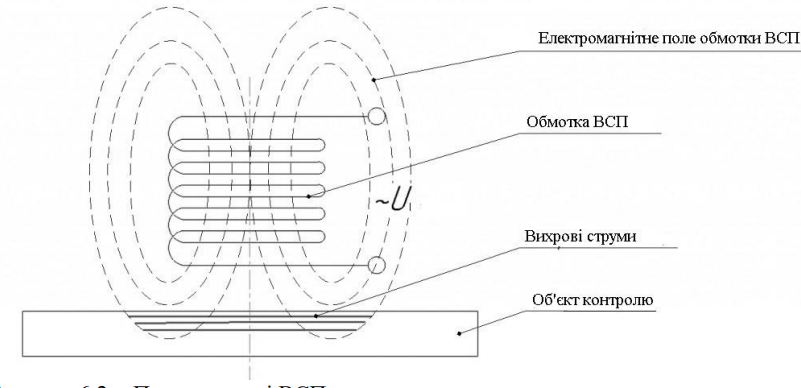 Електромагнітне поле обмотки ВСП
Обмотка ВСП
~U
Вихрові струми
Об'єкт контролю